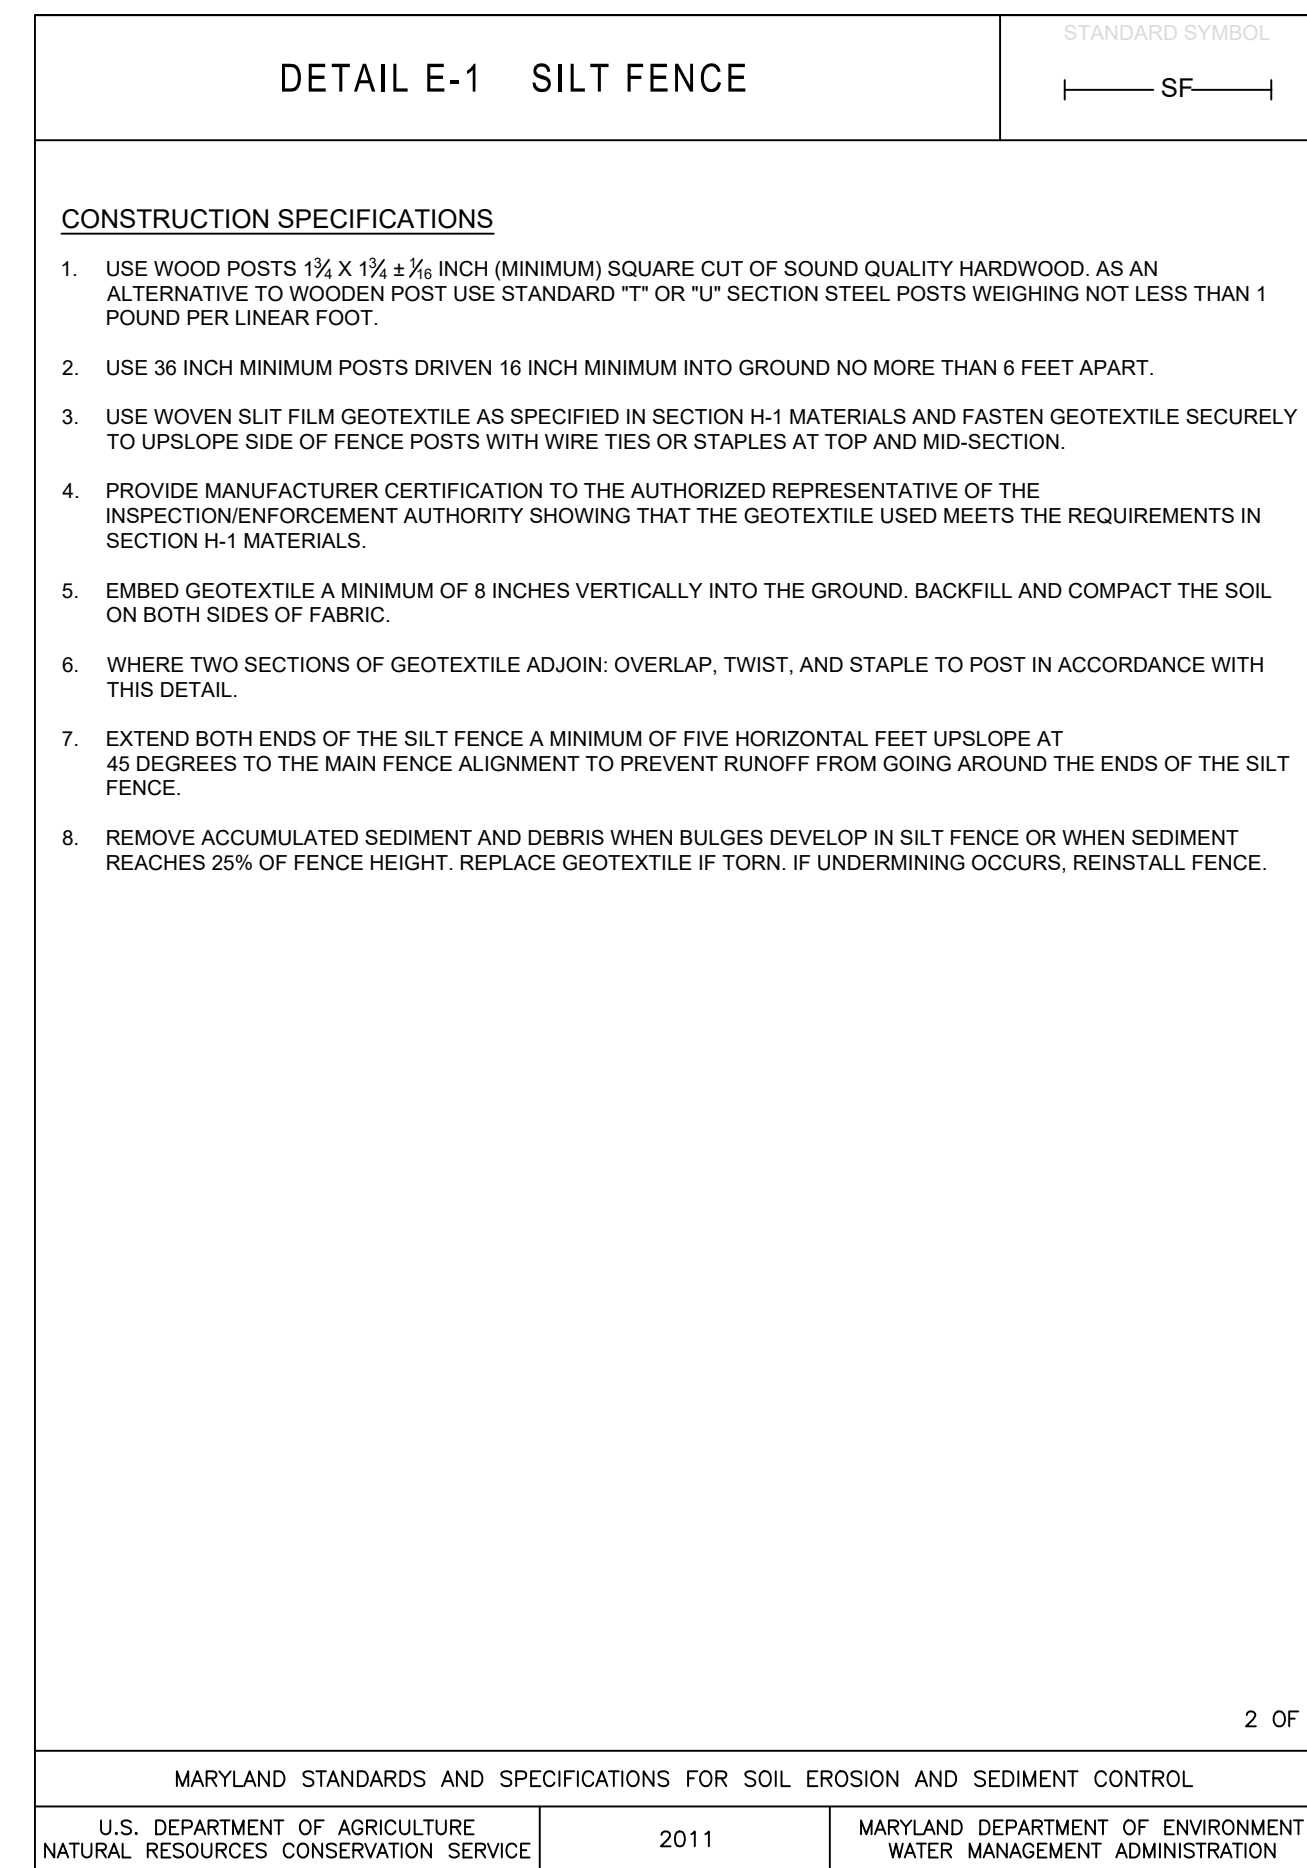 DETAIL E-1 SILT FENCE
STANDARD SYMBOL
SF
CONSTRUCTION SPECIFICATIONS
1. USE WOOD POSTS 1¾ X 1¾ ± 1⁄16 INCH (MINIMUM) SQUARE CUT OF SOUND QUALITY HARDWOOD. AS AN
ALTERNATIVE TO WOODEN POST USE STANDARD "T" OR "U" SECTION STEEL POSTS WEIGHING NOT LESS THAN 1
POUND PER LINEAR FOOT.
2. USE 36 INCH MINIMUM POSTS DRIVEN 16 INCH MINIMUM INTO GROUND NO MORE THAN 6 FEET APART.
3. USE WOVEN SLIT FILM GEOTEXTILE AS SPECIFIED IN SECTION H-1 MATERIALS AND FASTEN GEOTEXTILE SECURELY
TO UPSLOPE SIDE OF FENCE POSTS WITH WIRE TIES OR STAPLES AT TOP AND MID-SECTION.
4. PROVIDE MANUFACTURER CERTIFICATION TO THE AUTHORIZED REPRESENTATIVE OF THE
INSPECTION/ENFORCEMENT AUTHORITY SHOWING THAT THE GEOTEXTILE USED MEETS THE REQUIREMENTS IN
SECTION H-1 MATERIALS.
5. EMBED GEOTEXTILE A MINIMUM OF 8 INCHES VERTICALLY INTO THE GROUND. BACKFILL AND COMPACT THE SOIL
ON BOTH SIDES OF FABRIC.
6. WHERE TWO SECTIONS OF GEOTEXTILE ADJOIN: OVERLAP, TWIST, AND STAPLE TO POST IN ACCORDANCE WITH
THIS DETAIL.
7. EXTEND BOTH ENDS OF THE SILT FENCE A MINIMUM OF FIVE HORIZONTAL FEET UPSLOPE AT
45 DEGREES TO THE MAIN FENCE ALIGNMENT TO PREVENT RUNOFF FROM GOING AROUND THE ENDS OF THE SILT
FENCE.
8. REMOVE ACCUMULATED SEDIMENT AND DEBRIS WHEN BULGES DEVELOP IN SILT FENCE OR WHEN SEDIMENT
REACHES 25% OF FENCE HEIGHT. REPLACE GEOTEXTILE IF TORN. IF UNDERMINING OCCURS, REINSTALL FENCE.
2 OF
MARYLAND STANDARDS AND SPECIFICATIONS FOR SOIL EROSION AND SEDIMENT CONTROL
U.S. DEPARTMENT OF AGRICULTURE
NATURAL RESOURCES CONSERVATION SERVICE
2011
MARYLAND DEPARTMENT OF ENVIRONMENT
WATER MANAGEMENT ADMINISTRATION